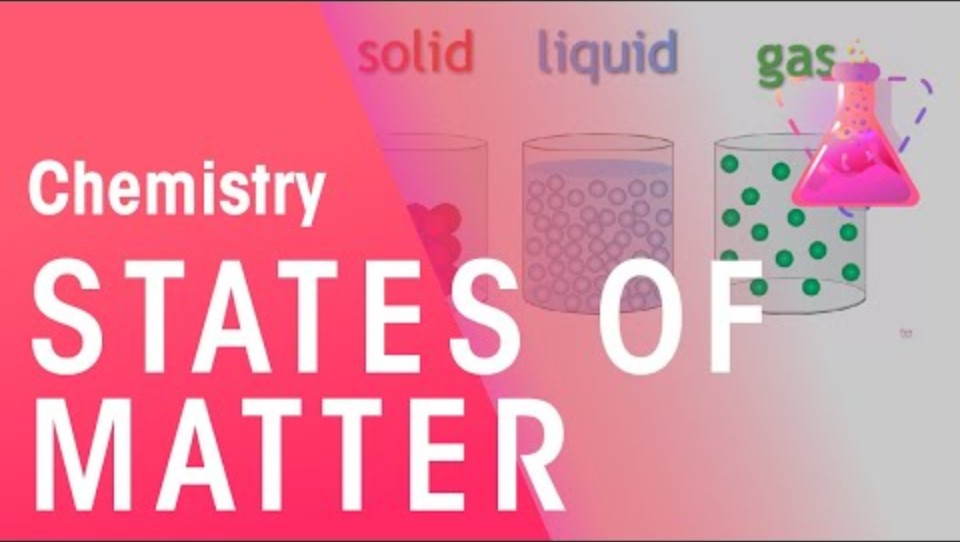 solid liquid gas
Chemistry
STATES OF
MATTER